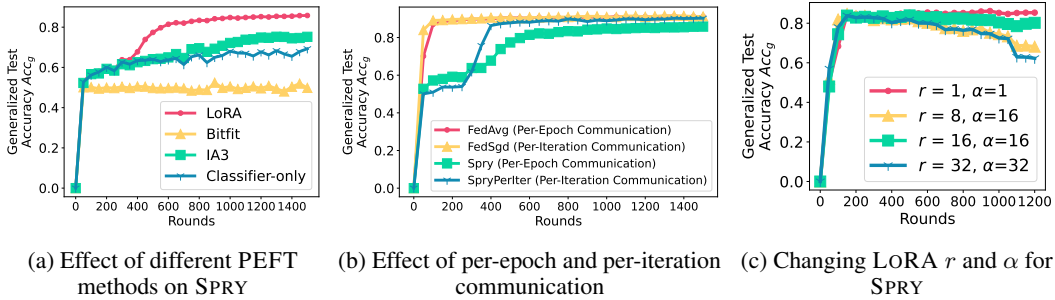 Generalized Test
Accuracy Acc_g
0.8
0.6
0.4
0.2
0.0
LoRA
Bitfit
IA3
Classifier-only
0 200 400 600 800 1000 1200 1400
Rounds
(a) Effect of different PEFT
methods on SPRY
Generalized Test
Accuracy Acc_g
0.8
0.6
0.4
0.2
0.0
FedAvg (Per-Epoch Communication)
FedSgd (Per-Iteration Communication)
Spry (Per-Epoch Communication)
SpryPerIter (Per-Iteration Communication)
0 200 400 600 800 1000 1200 1400
Rounds
(b) Effect of per-epoch and per-iteration
communication
Generalized Test
Accuracy Acc_g
0.8
0.6
0.4
0.2
0.0
r = 1, α=1
r = 8, α=16
r = 16, α=16
r = 32, α=32
0 200 400 600 800 1000 1200
Rounds
(c) Changing LORA r and α for
SPRY